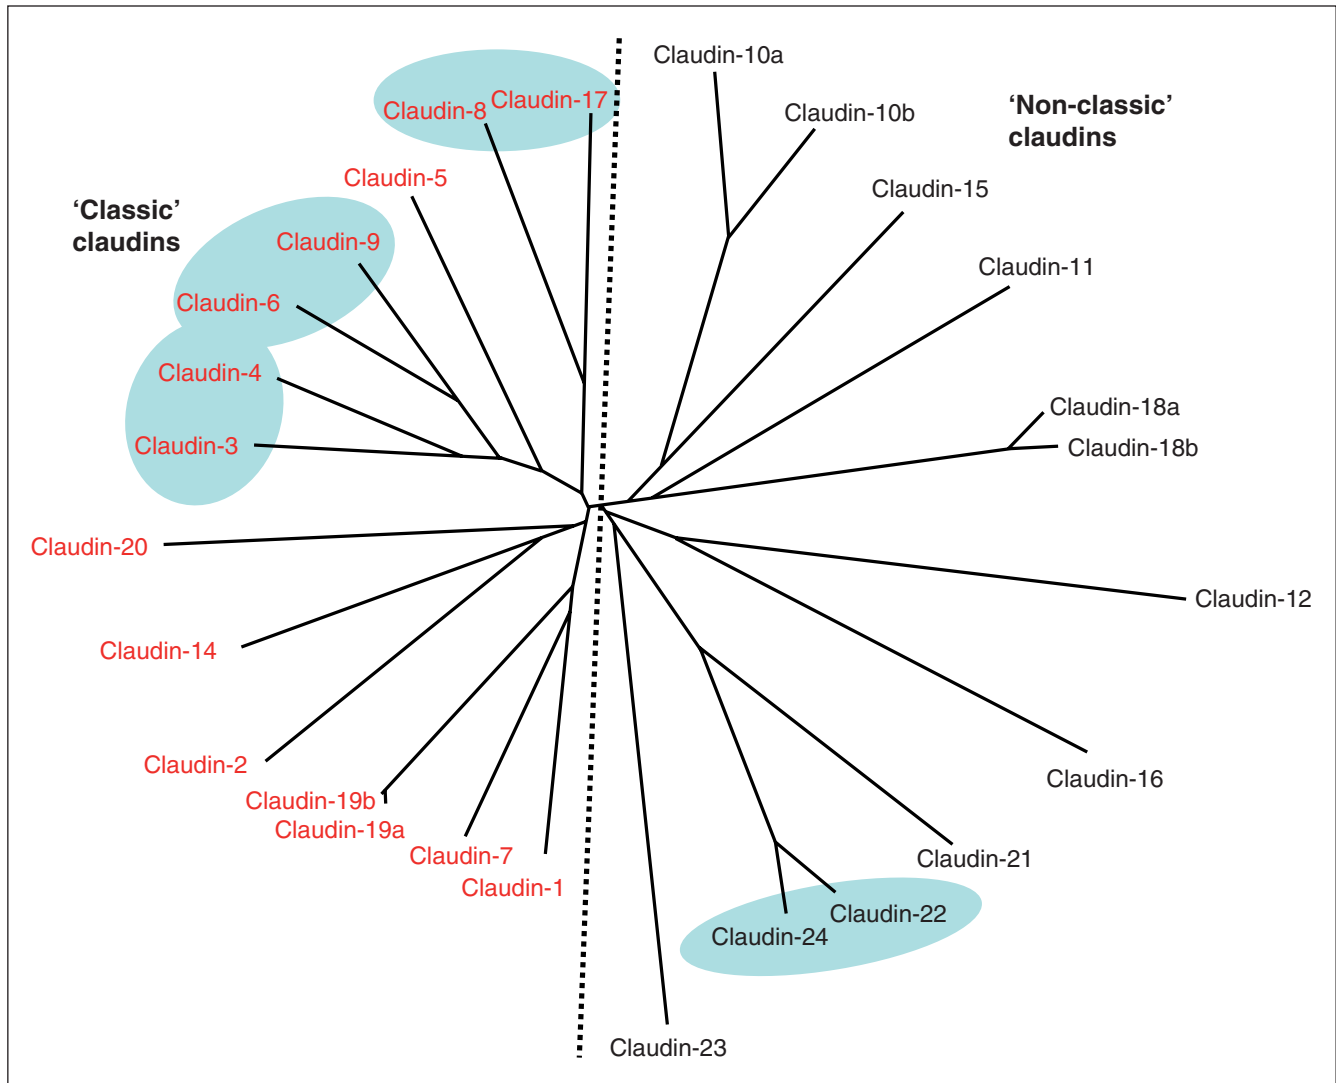 Claudin-10a
Claudin-8
Claudin-17
Claudin-10b
'Non-classic'
claudins
Claudin-5
Claudin-15
'Classic'
claudins
Claudin-9
Claudin-11
Claudin-6
Claudin-4
Claudin-18a
Claudin-3
Claudin-18b
Claudin-20
Claudin-12
Claudin-14
Claudin-2
Claudin-16
Claudin-19b
Claudin-19a
Claudin-7
Claudin-21
Claudin-1
Claudin-22
Claudin-24
Claudin-23